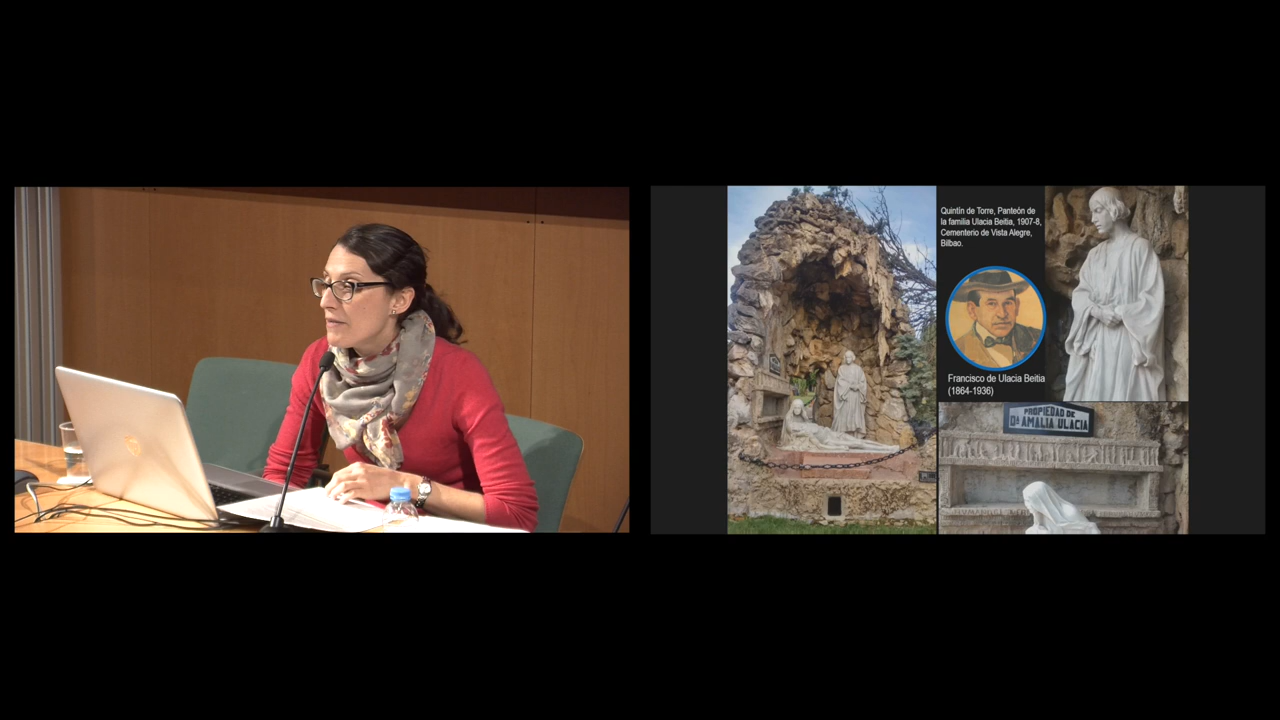 Quintín de Torre, Panteón de
la familia Ulacia Beitia, 1907-8,
Cementerio de Vista Alegre,
Bilbao.
Francisco de Ulacia Beitia
(1864-1936)
PROPIEDAD DE
Dª AMALIA ULACIA